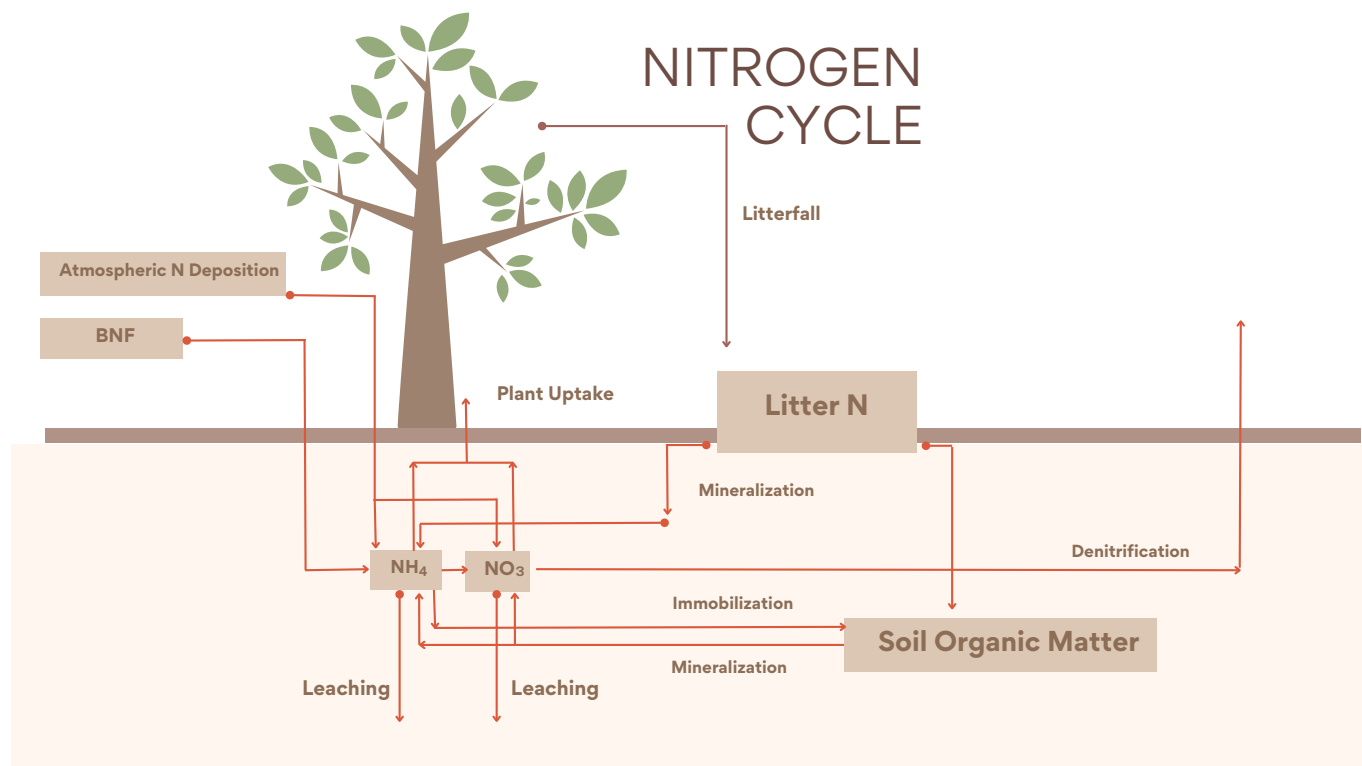 NITROGEN
CYCLE
Litterfall
Atmospheric N Deposition
BNF
Plant Uptake
Litter N
Mineralization
Denitrification
NH₄
NO₃
Immobilization
Soil Organic Matter
Mineralization
Leaching
Leaching